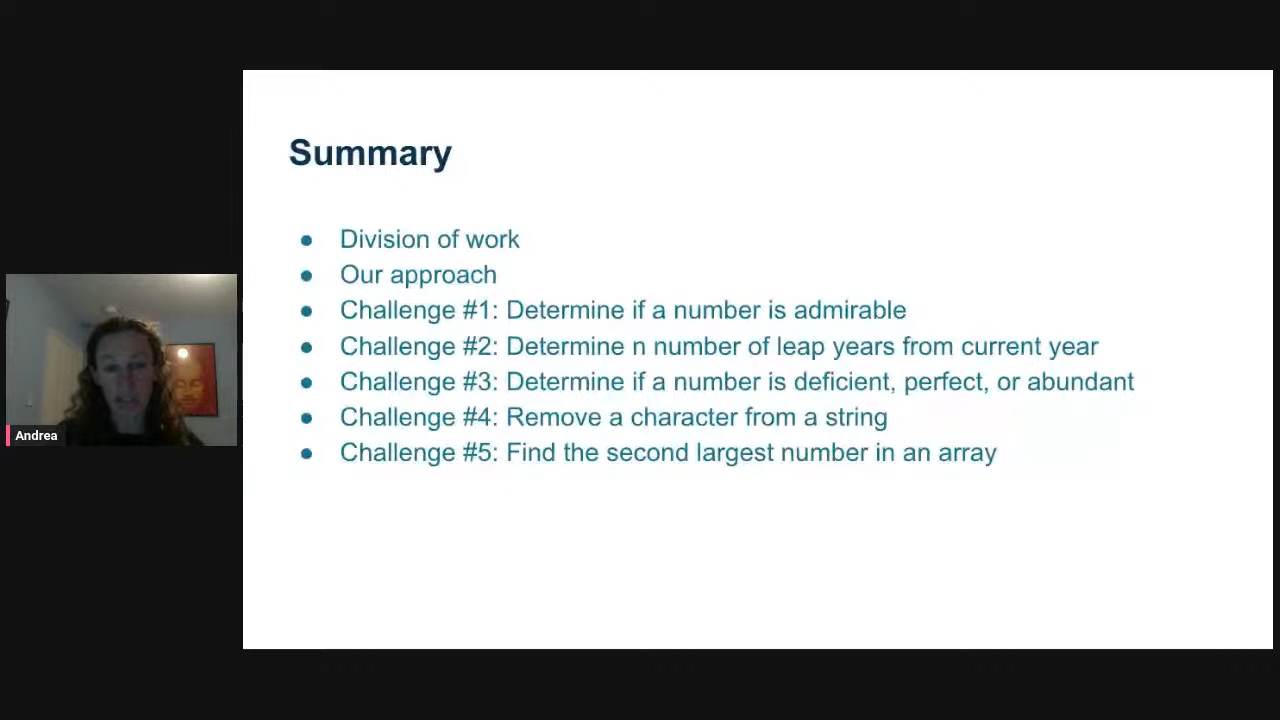 Summary
● Division of work
● Our approach
● Challenge #1: Determine if a number is admirable
● Challenge #2: Determine n number of leap years from current year
● Challenge #3: Determine if a number is deficient, perfect, or abundant
● Challenge #4: Remove a character from a string
● Challenge #5: Find the second largest number in an array
Andrea